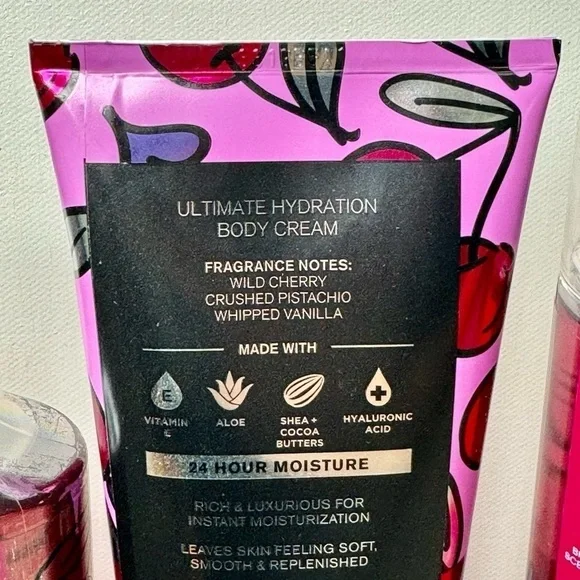 ULTIMATE HYDRATION
BODY CREAM
FRAGRANCE NOTES:
WILD CHERRY
CRUSHED PISTACHIO
WHIPPED VANILLA
MADE WITH
E
VITAMIN
E
ALOE
SHEA +
COCOA
BUTTERS
HYALURONIC
ACID
24 HOUR MOISTURE
RICH & LUXURIOUS FOR
INSTANT MOISTURIZATION
LEAVES SKIN FEELING SOFT,
SMOOTH & REPLENISHED